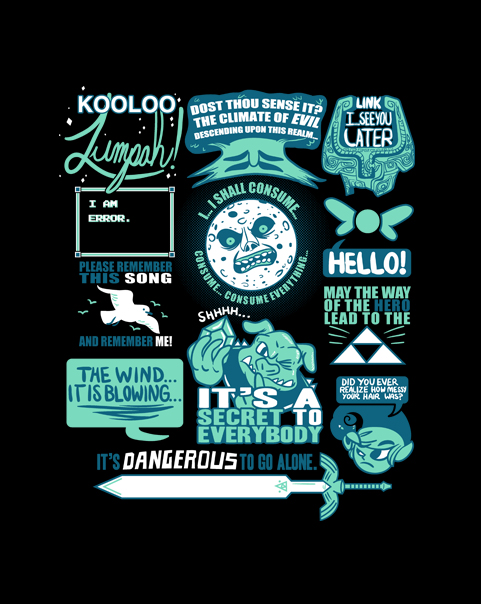 KOOLOO
Limpah!
DOST THOU SENSE IT?
THE CLIMATE OF EVIL
DESCENDING UPON THIS REALM...
LINK
I..SEE YOU
LATER
I AM
ERROR.
I... I SHALL CONSUME...
CONSUME... CONSUME EVERYTHING...
HELLO!
PLEASE REMEMBER
THIS SONG
AND REMEMBER ME!
MAY THE WAY
OF THE HERO
LEAD TO THE
SHHHH...
IT'S A
SECRET TO
EVERYBODY
THE WIND...
IT IS BLOWING...
DID YOU EVER
REALIZE HOW MESSY
YOUR HAIR WAS?
IT'S DANGEROUS TO GO ALONE.